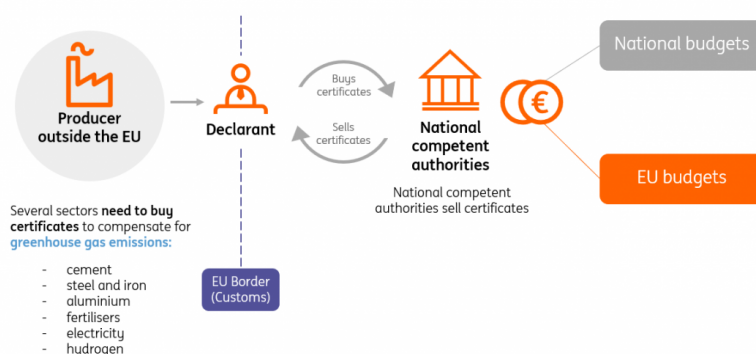 Producer
outside the EU
Declarant
Buys
certificates
Sells
certificates
National
competent
authorities
National competent
authorities sell certificates
€
National budgets
EU budgets
Several sectors need to buy
certificates to compensate for
greenhouse gas emissions:
- cement
- steel and iron
- aluminium
- fertilisers
- electricity
- hydrogen
EU Border
(Customs)